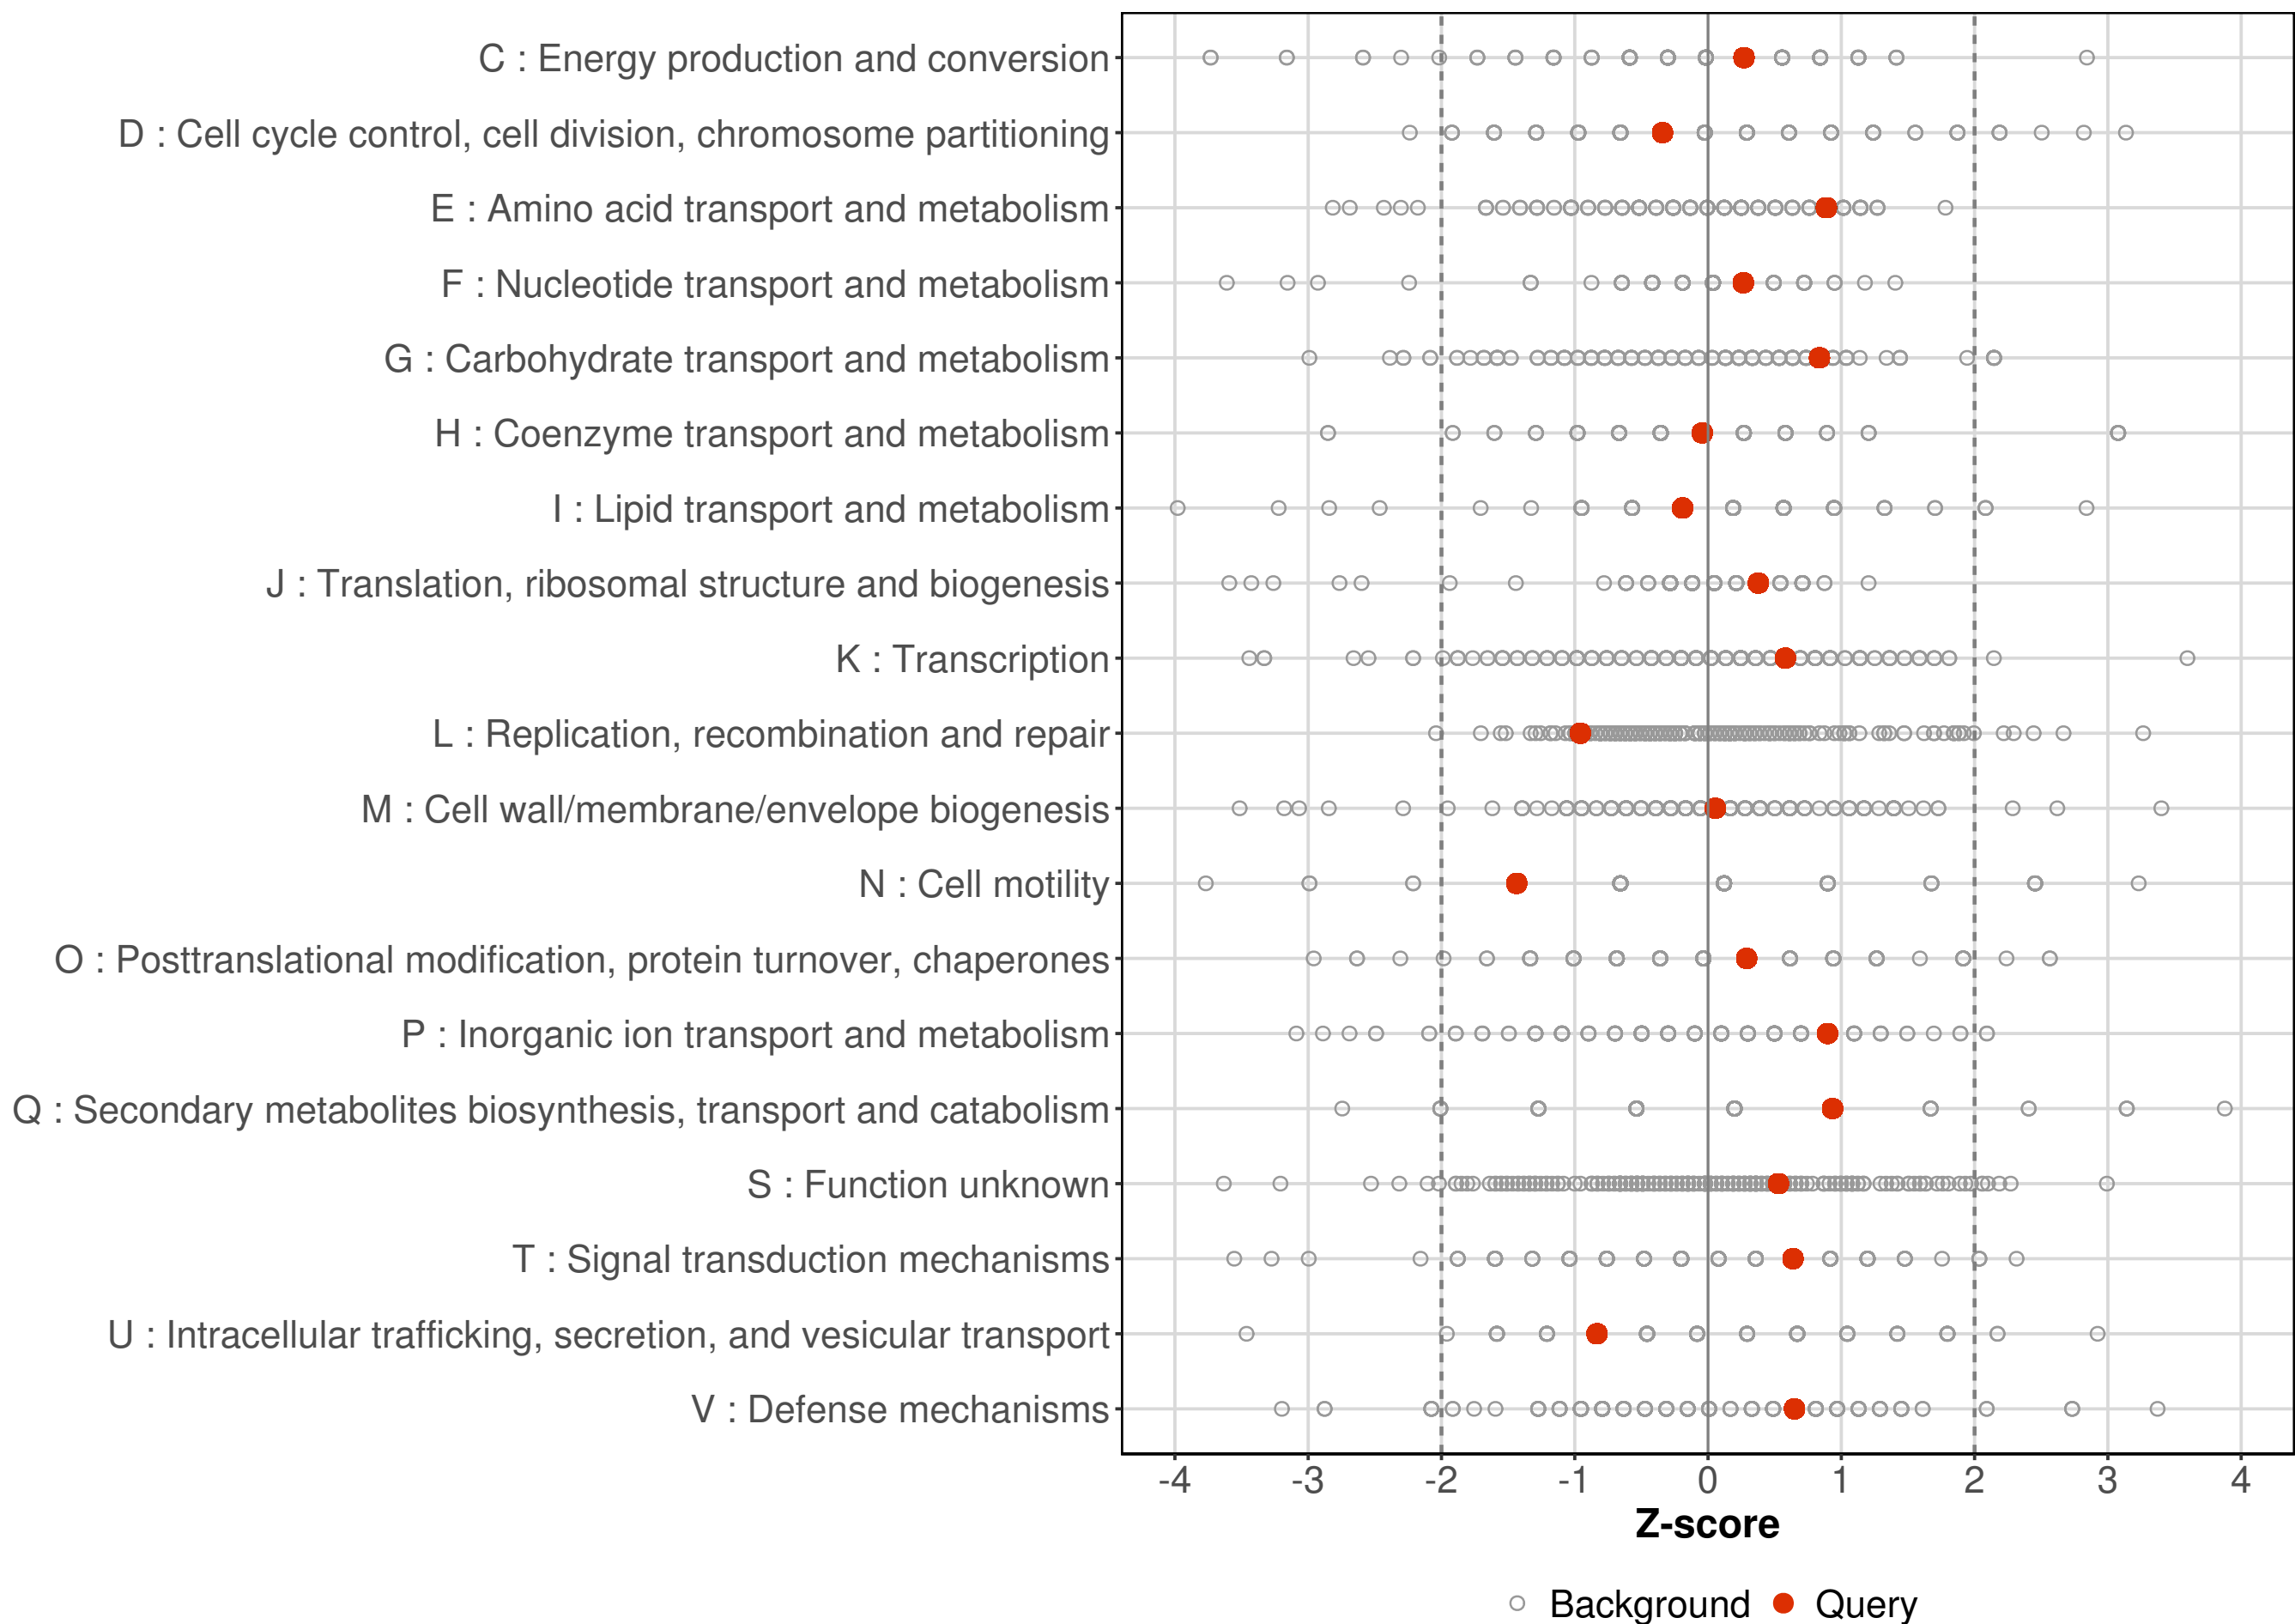 C : Energy production and conversion
D : Cell cycle control, cell division, chromosome partitioning
E : Amino acid transport and metabolism
F : Nucleotide transport and metabolism
G : Carbohydrate transport and metabolism
H : Coenzyme transport and metabolism
I : Lipid transport and metabolism
J : Translation, ribosomal structure and biogenesis
K : Transcription
L : Replication, recombination and repair
M : Cell wall/membrane/envelope biogenesis
N : Cell motility
O : Posttranslational modification, protein turnover, chaperones
P : Inorganic ion transport and metabolism
Q : Secondary metabolites biosynthesis, transport and catabolism
S : Function unknown
T : Signal transduction mechanisms
U : Intracellular trafficking, secretion, and vesicular transport
V : Defense mechanisms
-4 -3 -2 -1 0 1 2 3 4
Z-score
Background Query